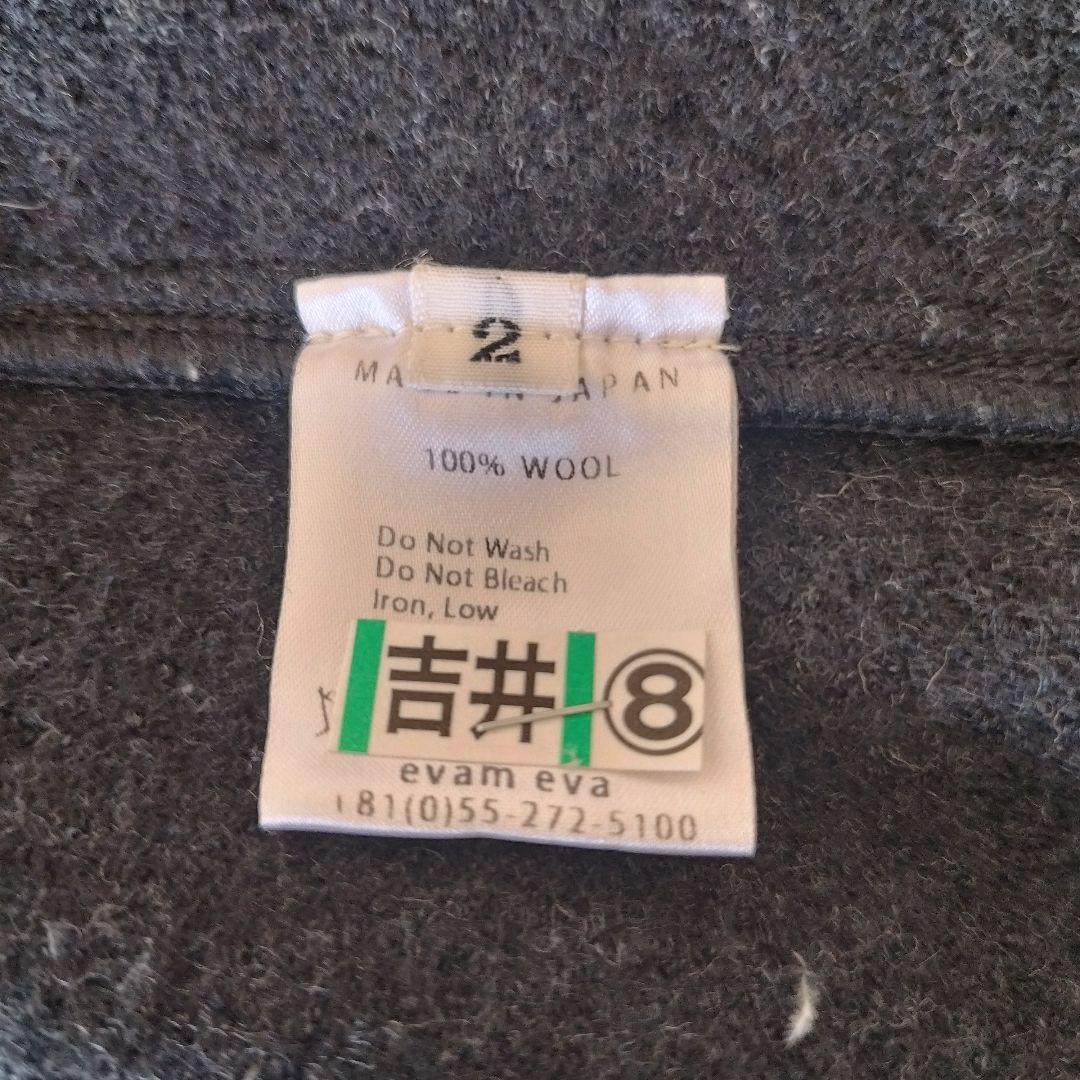 2
MA IN JAPAN
100% WOOL
Do Not Wash
Do Not Bleach
Iron, Low
吉井 8
evam eva
81(0)55-272-5100